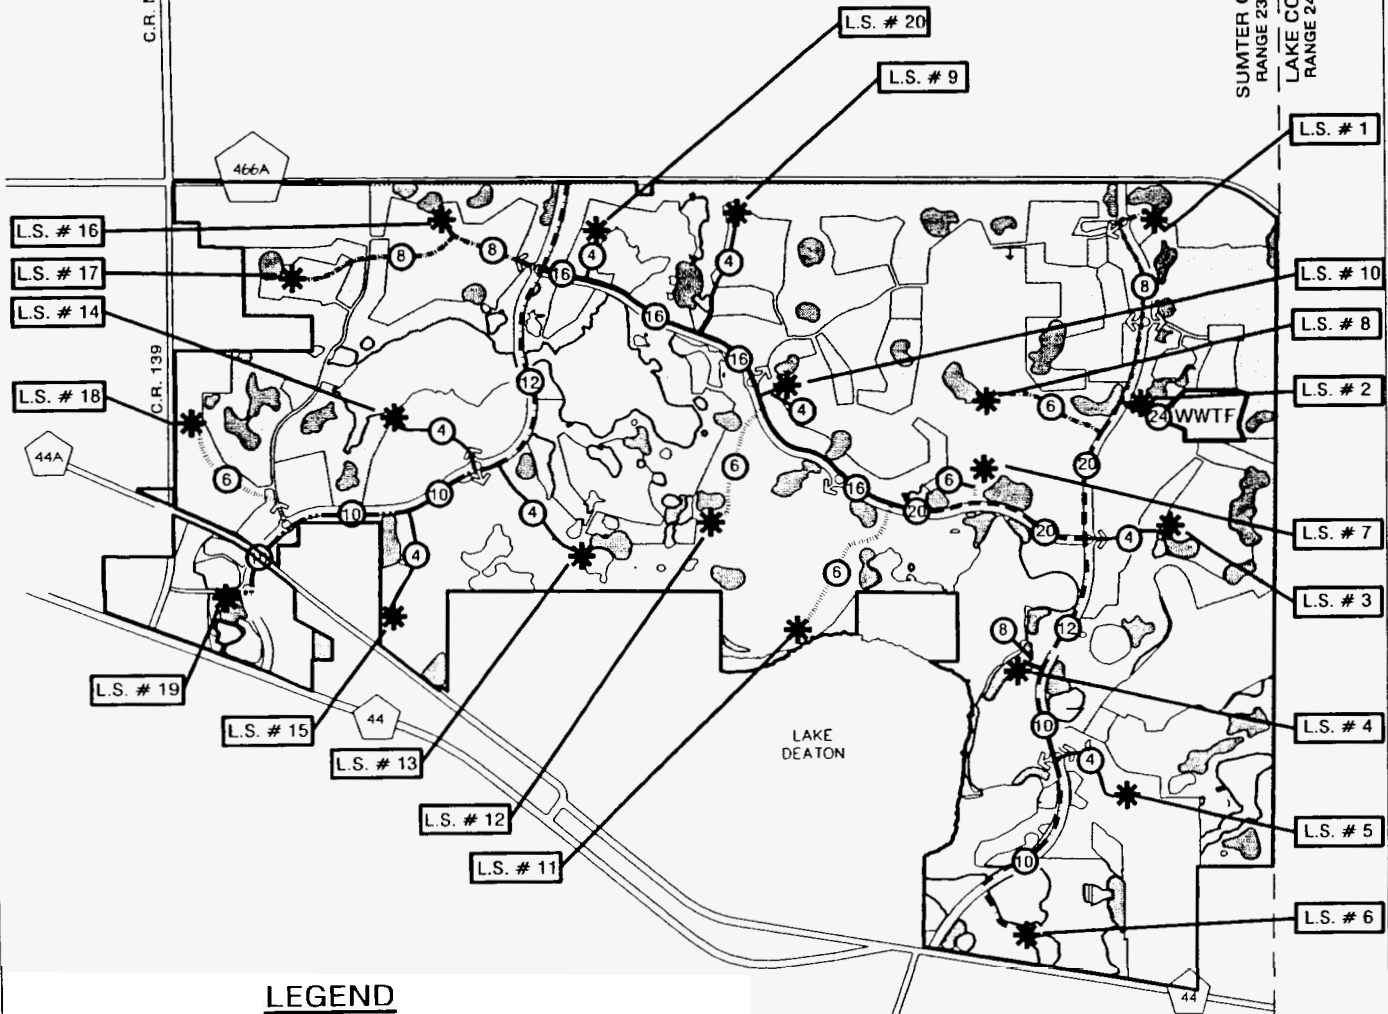 C.R.
SUMTER
RANGE 23
LAKE CO
RANGE 24
L.S. # 20
L.S. # 9
L.S. # 1
466A
L.S. # 16
L.S. # 17
L.S. # 14
L.S. # 18
C.R. 139
44A
L.S. # 10
L.S. # 8
L.S. # 2
L.S. # 7
L.S. # 3
L.S. # 4
L.S. # 5
L.S. # 6
8
8
16
4
4
16
16
8
12
4
6
24
WWTF
4
6
20
6
10
10
4
6
16
20
20
4
4
6
8
12
10
4
10
L.S. # 19
L.S. # 15
44
L.S. # 13
L.S. # 12
L.S. # 11
LAKE
DEATON
44
LEGEND